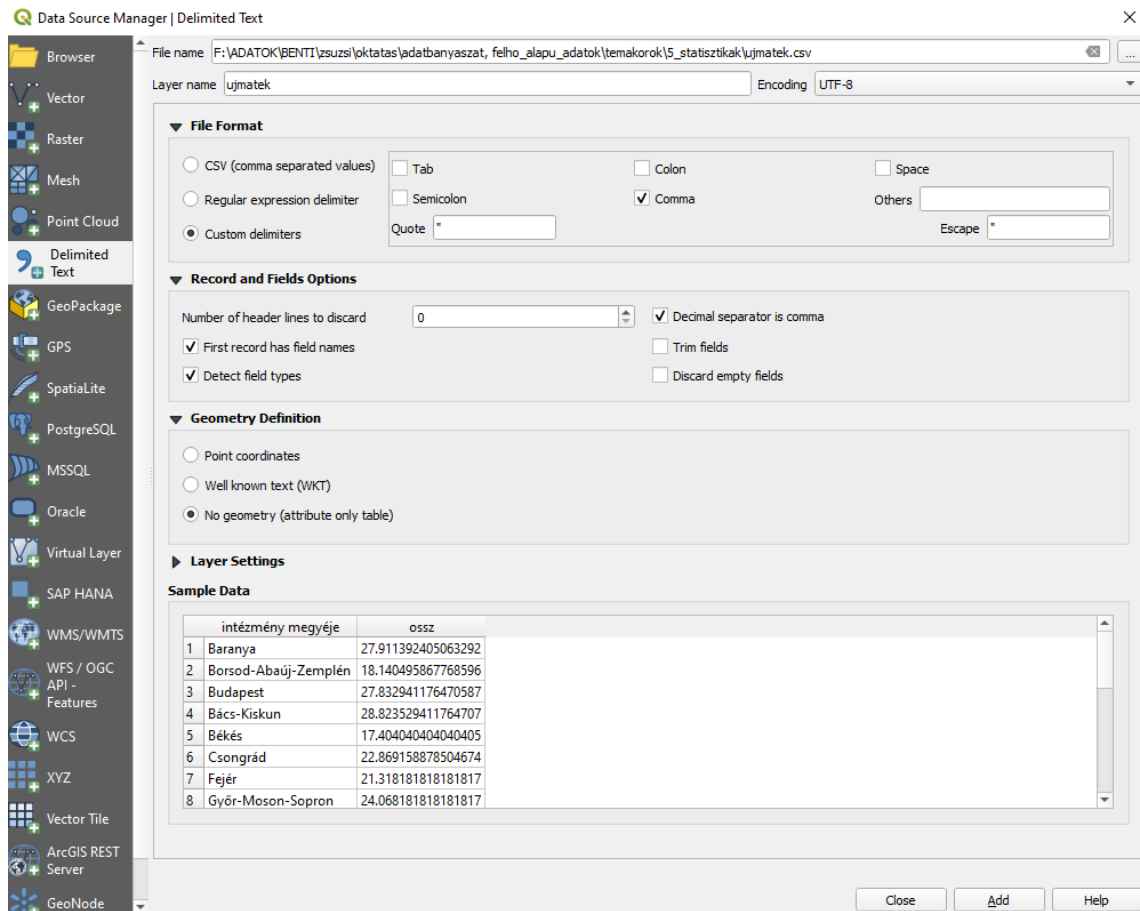 Data Source Manager | Delimited Text
Browser
Vector
Raster
Mesh
Point Cloud
Delimited
Text
GeoPackage
GPS
SpatiaLite
PostgreSQL
MSSQL
Oracle
Virtual Layer
SAP HANA
WMS/WMTS
WFS / OGC
API -
Features
WCS
XYZ
Vector Tile
ArcGIS REST
Server
GeoNode
File name F:\ADATOK\BENTI\zsuzsi\oktatas\adatbanyaszat, felho_alapu_adatok\temakorok\5_statisztikak\ujmatek.csv ...
Layer name ujmatek Encoding UTF-8
File Format
CSV (comma separated values) Tab Colon Space
Regular expression delimiter Semicolon Comma Others
Custom delimiters Quote " Escape "
Record and Fields Options
Number of header lines to discard 0 Decimal separator is comma
First record has field names Trim fields
Detect field types Discard empty fields
Geometry Definition
Point coordinates
Well known text (WKT)
No geometry (attribute only table)
Layer Settings
Sample Data
intézmény megyéje ossz
1 Baranya 27.911392405063292
2 Borsod-Abaúj-Zemplén 18.140495867768596
3 Budapest 27.832941176470587
4 Bács-Kiskun 28.823529411764707
5 Békés 17.404040404040405
6 Csongrád 22.869158878504674
7 Fejér 21.318181818181817
8 Győr-Moson-Sopron 24.068181818181817
Close Add Help